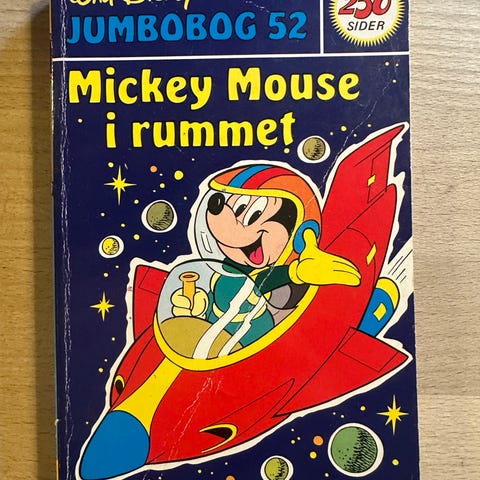 Walt Disney
JUMBOBOG 52
250
SIDER
Mickey Mouse
i rummet